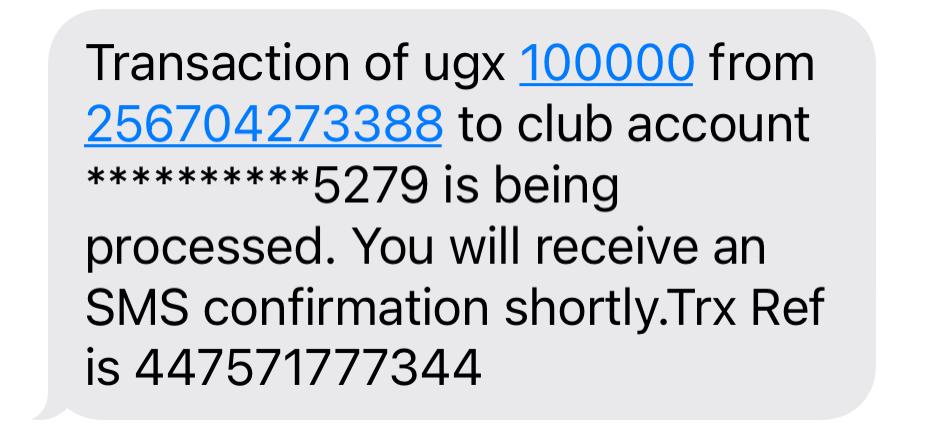 Transaction of ugx 100000 from
256704273388 to club account
**********5279 is being
processed. You will receive an
SMS confirmation shortly.Trx Ref
is 447571777344